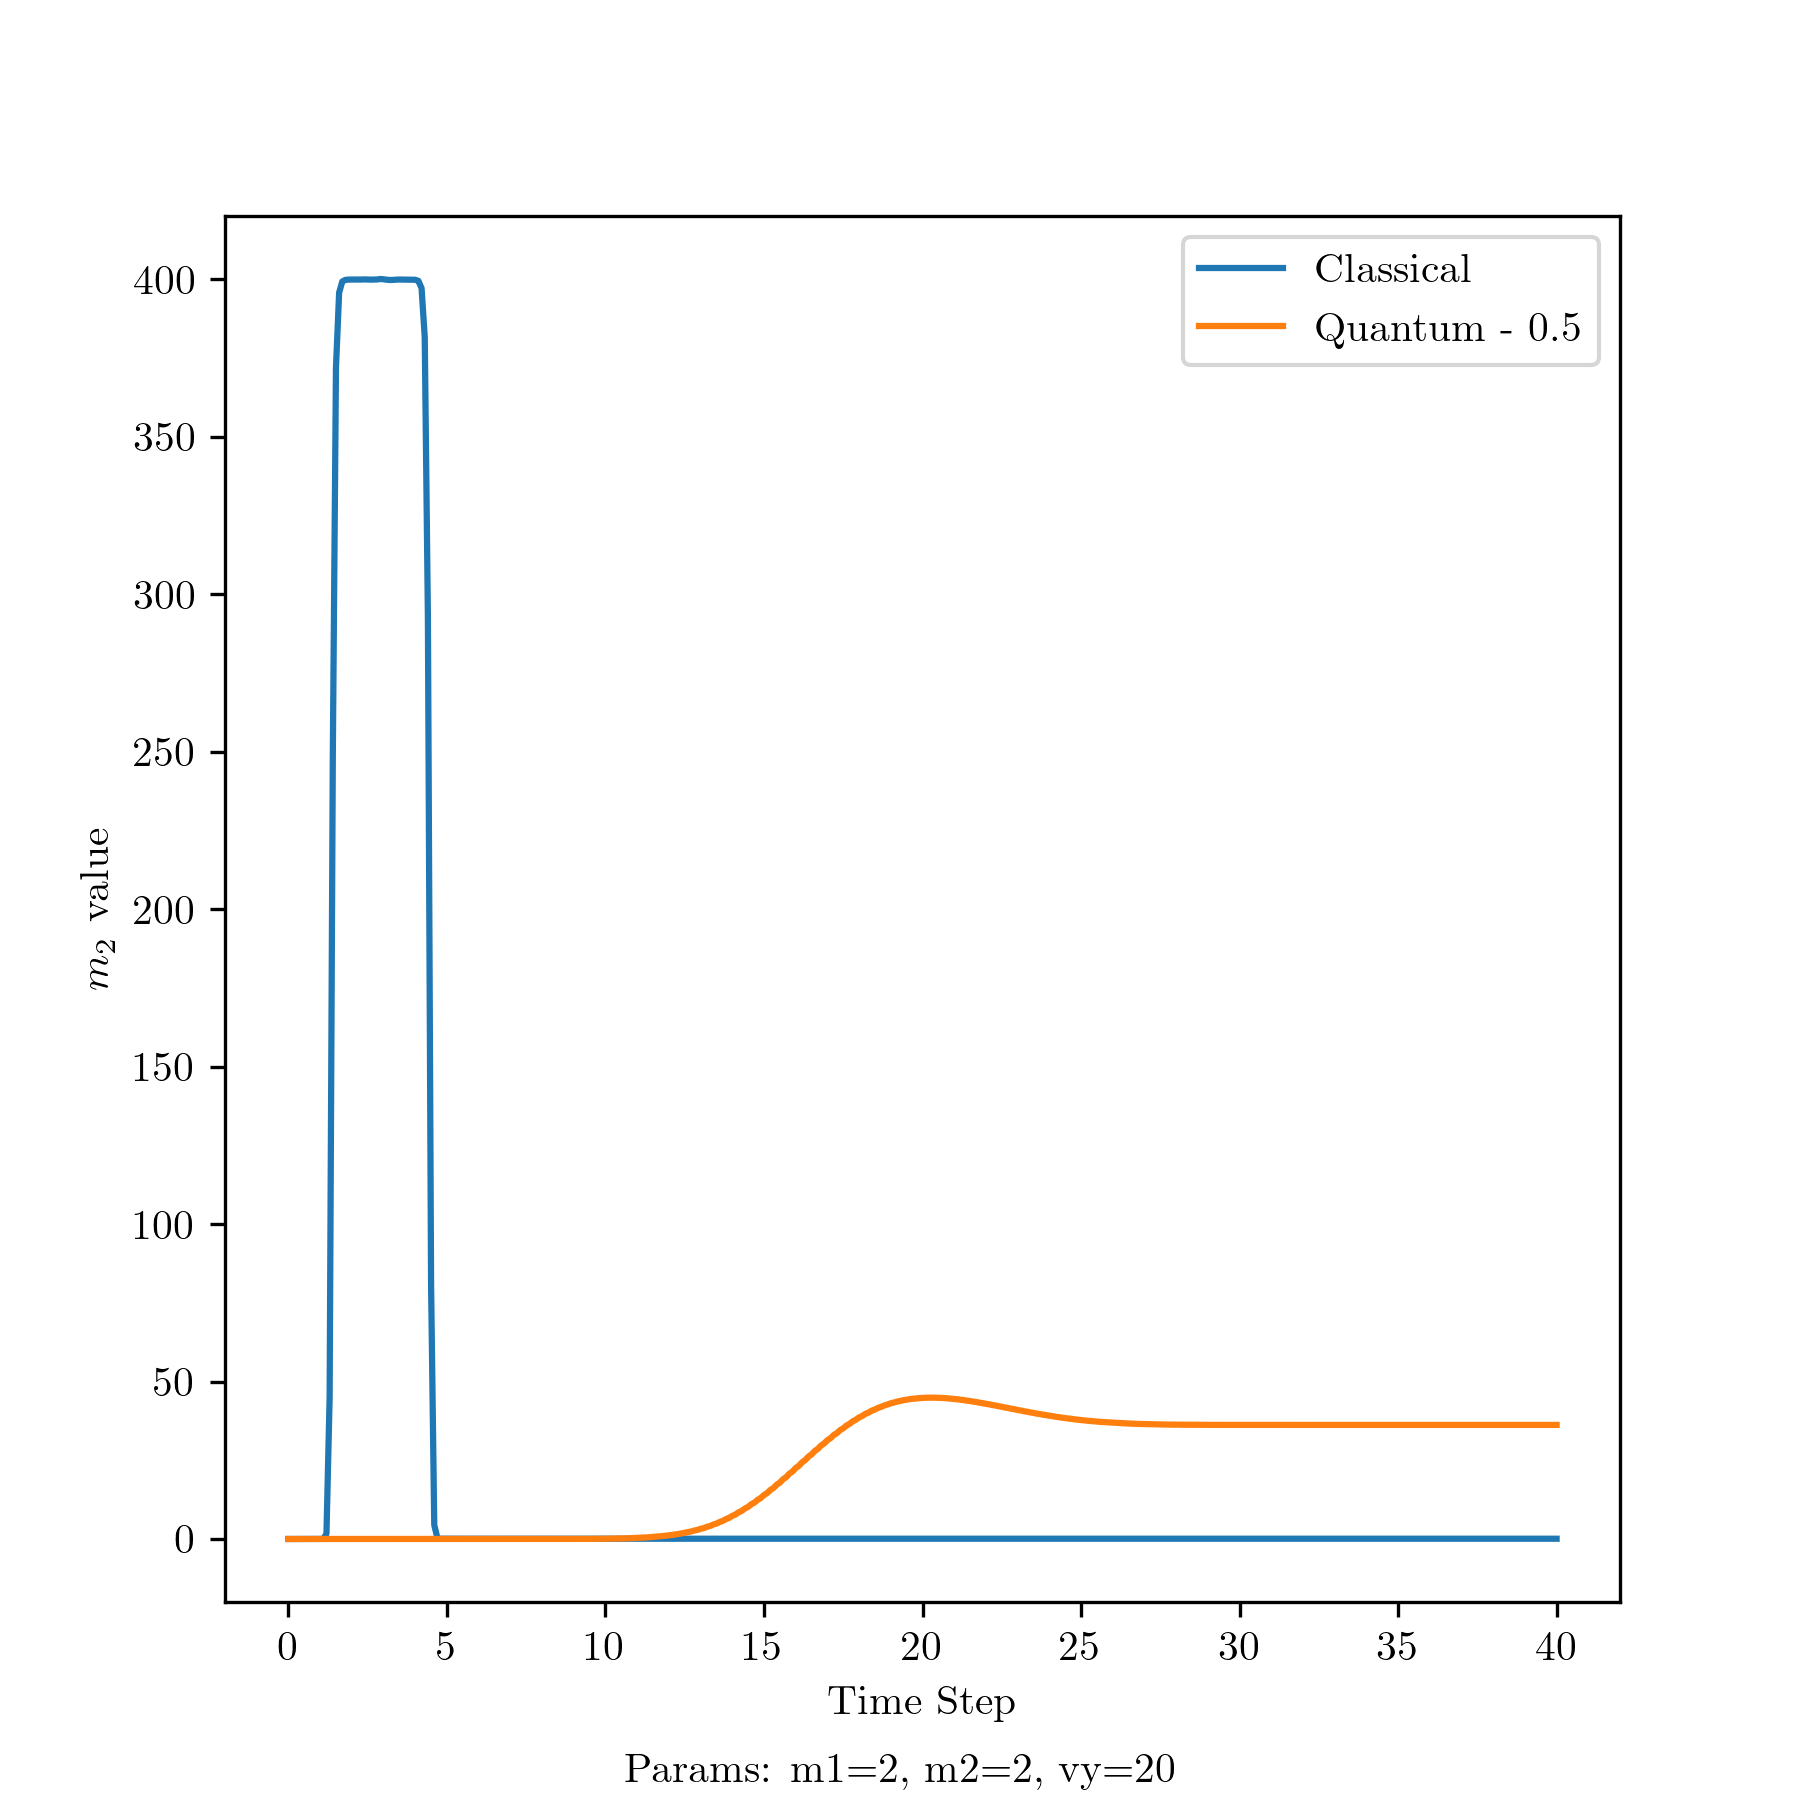 Classical
Quantum - 0.5
400
350
300
250
200
150
100
50
0
m₂ value
0 5 10 15 20 25 30 35 40
Time Step
Params: m1=2, m2=2, vy=20